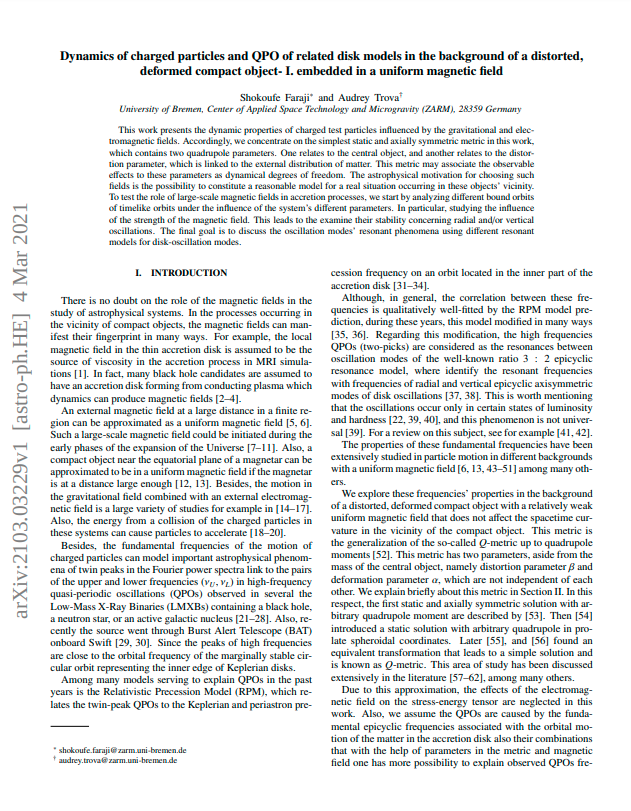 Dynamics of charged particles and QPO of related disk models in the background of a distorted,
deformed compact object- I. embedded in a uniform magnetic field
Shokoufe Faraji* and Audrey Trova†
University of Bremen, Center of Applied Space Technology and Microgravity (ZARM), 28359 Germany
This work presents the dynamic properties of charged test particles influenced by the gravitational and elec-
tromagnetic fields. Accordingly, we concentrate on the simplest static and axially symmetric metric in this work,
which contains two quadrupole parameters. One relates to the central object, and another relates to the distor-
tion parameter, which is linked to the external distribution of matter. This metric may associate the observable
effects to these parameters as dynamical degrees of freedom. The astrophysical motivation for choosing such
fields is the possibility to constitute a reasonable model for a real situation occurring in these objects' vicinity.
To test the role of large-scale magnetic fields in accretion processes, we start by analyzing different bound orbits
of timelike orbits under the influence of the system's different parameters. In particular, studying the influence
of the strength of the magnetic field. This leads to the examine their stability concerning radial and/or vertical
oscillations. The final goal is to discuss the oscillation modes' resonant phenomena using different resonant
models for disk-oscillation modes.
I. INTRODUCTION
There is no doubt on the role of the magnetic fields in the
study of astrophysical systems. In the processes occurring in
the vicinity of compact objects, the magnetic fields can man-
ifest their fingerprint in many ways. For example, the local
magnetic field in the thin accretion disk is assumed to be the
source of viscosity in the accretion process in MRI simula-
tions [1]. In fact, many black hole candidates are assumed to
have an accretion disk forming from conducting plasma which
dynamics can produce magnetic fields [2–4].
An external magnetic field at a large distance in a finite re-
gion can be approximated as a uniform magnetic field [5, 6].
Such a large-scale magnetic field could be initiated during the
early phases of the expansion of the Universe [7–11]. Also, a
compact object near the equatorial plane of a magnetar can be
approximated to be in a uniform magnetic field if the magnetar
is at a distance large enough [12, 13]. Besides, the motion in
the gravitational field combined with an external electromag-
netic field is a large variety of studies for example in [14–17].
Also, the energy from a collision of the charged particles in
these systems can cause particles to accelerate [18–20].
Besides, the fundamental frequencies of the motion of
charged particles can model important astrophysical phenom-
ena of twin peaks in the Fourier power spectra link to the pairs
of the upper and lower frequencies (νU, νL) in high-frequency
quasi-periodic oscillations (QPOs) observed in several the
Low-Mass X-Ray Binaries (LMXBs) containing a black hole,
a neutron star, or an active galactic nucleus [21–28]. Also, re-
cently the source went through Burst Alert Telescope (BAT)
onboard Swift [29, 30]. Since the peaks of high frequencies
are close to the orbital frequency of the marginally stable cir-
cular orbit representing the inner edge of Keplerian disks.
Among many models serving to explain QPOs in the past
years is the Relativistic Precession Model (RPM), which re-
lates the twin-peak QPOs to the Keplerian and periastron pre-
* shokoufe.faraji@zarm.uni-bremen.de
† audrey.trova@zarm.uni-bremen.de
cession frequency on an orbit located in the inner part of the
accretion disk [31–34].
Although, in general, the correlation between these fre-
quencies is qualitatively well-fitted by the RPM model pre-
diction, during these years, this model modified in many ways
[35, 36]. Regarding this modification, the high frequencies
QPOs (two-picks) are considered as the resonances between
oscillation modes of the well-known ratio 3 : 2 epicyclic
resonance model, where identify the resonant frequencies
with frequencies of radial and vertical epicyclic axisymmetric
modes of disk oscillations [37, 38]. This is worth mentioning
that the oscillations occur only in certain states of luminosity
and hardness [22, 39, 40], and this phenomenon is not univer-
sal [39]. For a review on this subject, see for example [41, 42].
The properties of these fundamental frequencies have been
extensively studied in particle motion in different backgrounds
with a uniform magnetic field [6, 13, 43–51] among many oth-
ers.
We explore these frequencies' properties in the background
of a distorted, deformed compact object with a relatively weak
uniform magnetic field that does not affect the spacetime cur-
vature in the vicinity of the compact object. This metric is
the generalization of the so-called Q-metric up to quadrupole
moments [52]. This metric has two parameters, aside from the
mass of the central object, namely distortion parameter β and
deformation parameter α, which are not independent of each
other. We explain briefly about this metric in Section II. In this
respect, the first static and axially symmetric solution with ar-
bitrary quadrupole moment are described by [53]. Then [54]
introduced a static solution with arbitrary quadrupole in pro-
late spheroidal coordinates. Later [55], and [56] found an
equivalent transformation that leads to a simple solution and
is known as Q-metric. This area of study has been discussed
extensively in the literature [57–62], among many others.
Due to this approximation, the effects of the electromag-
netic field on the stress-energy tensor are neglected in this
work. Also, we assume the QPOs are caused by the funda-
mental epicyclic frequencies associated with the orbital mo-
tion of the matter in the accretion disk also their combinations
that with the help of parameters in the metric and magnetic
field one has more possibility to explain observed QPOs fre-
arXiv:2103.03229v1 [astro-ph.HE] 4 Mar 2021